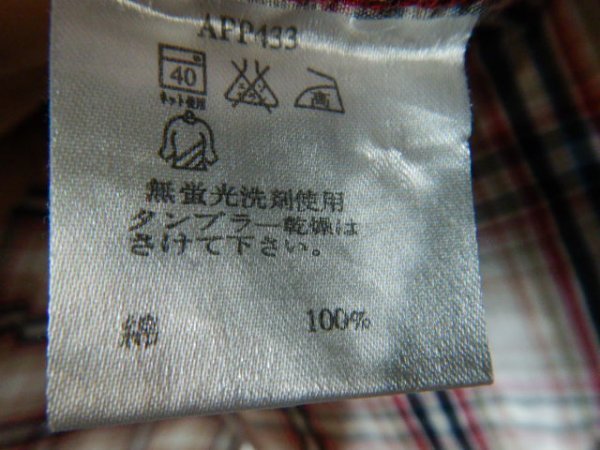 APP433
40
高
ネット使用
無蛍光洗剤使用
タンブラー乾燥は
さけて下さい。
綿 100%